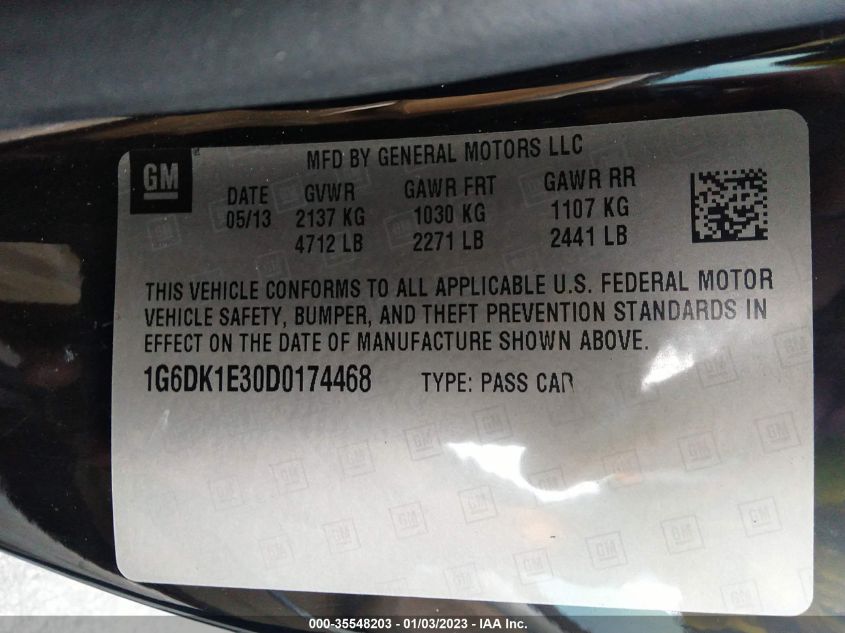 GM
MFD BY GENERAL MOTORS LLC
DATE GVWR GAWR FRT GAWR RR
05/13 2137 KG 1030 KG 1107 KG
4712 LB 2271 LB 2441 LB
THIS VEHICLE CONFORMS TO ALL APPLICABLE U.S. FEDERAL MOTOR
VEHICLE SAFETY, BUMPER, AND THEFT PREVENTION STANDARDS IN
EFFECT ON THE DATE OF MANUFACTURE SHOWN ABOVE.
1G6DK1E30D0174468 TYPE: PASS CAR
000-35548203 - 01/03/2023 - IAA Inc.